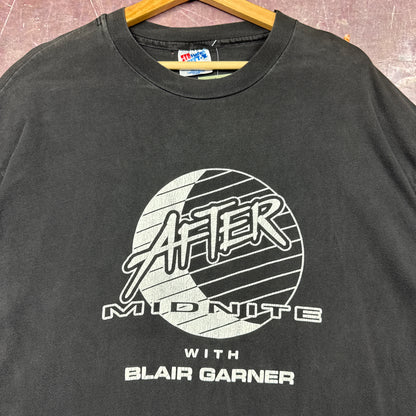 AFTER
MIDNITE
WITH
BLAIR GARNER